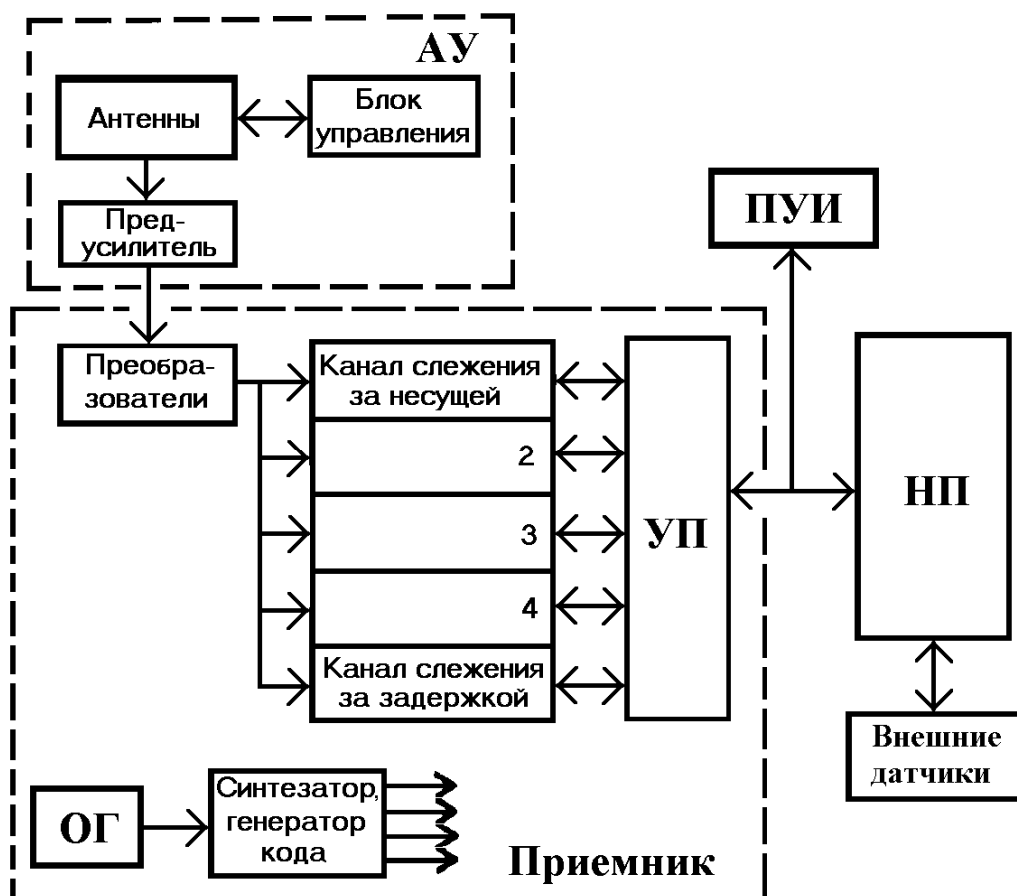 АУ
Антенны
Блок
управления
Пред-
усилитель
ПУИ
Преобра-
зователи
Канал слежения
за несущей
2
3
4
Канал слежения
за задержкой
УП
НП
Внешние
датчики
ОГ
Синтезатор,
генератор
кода
Приемник